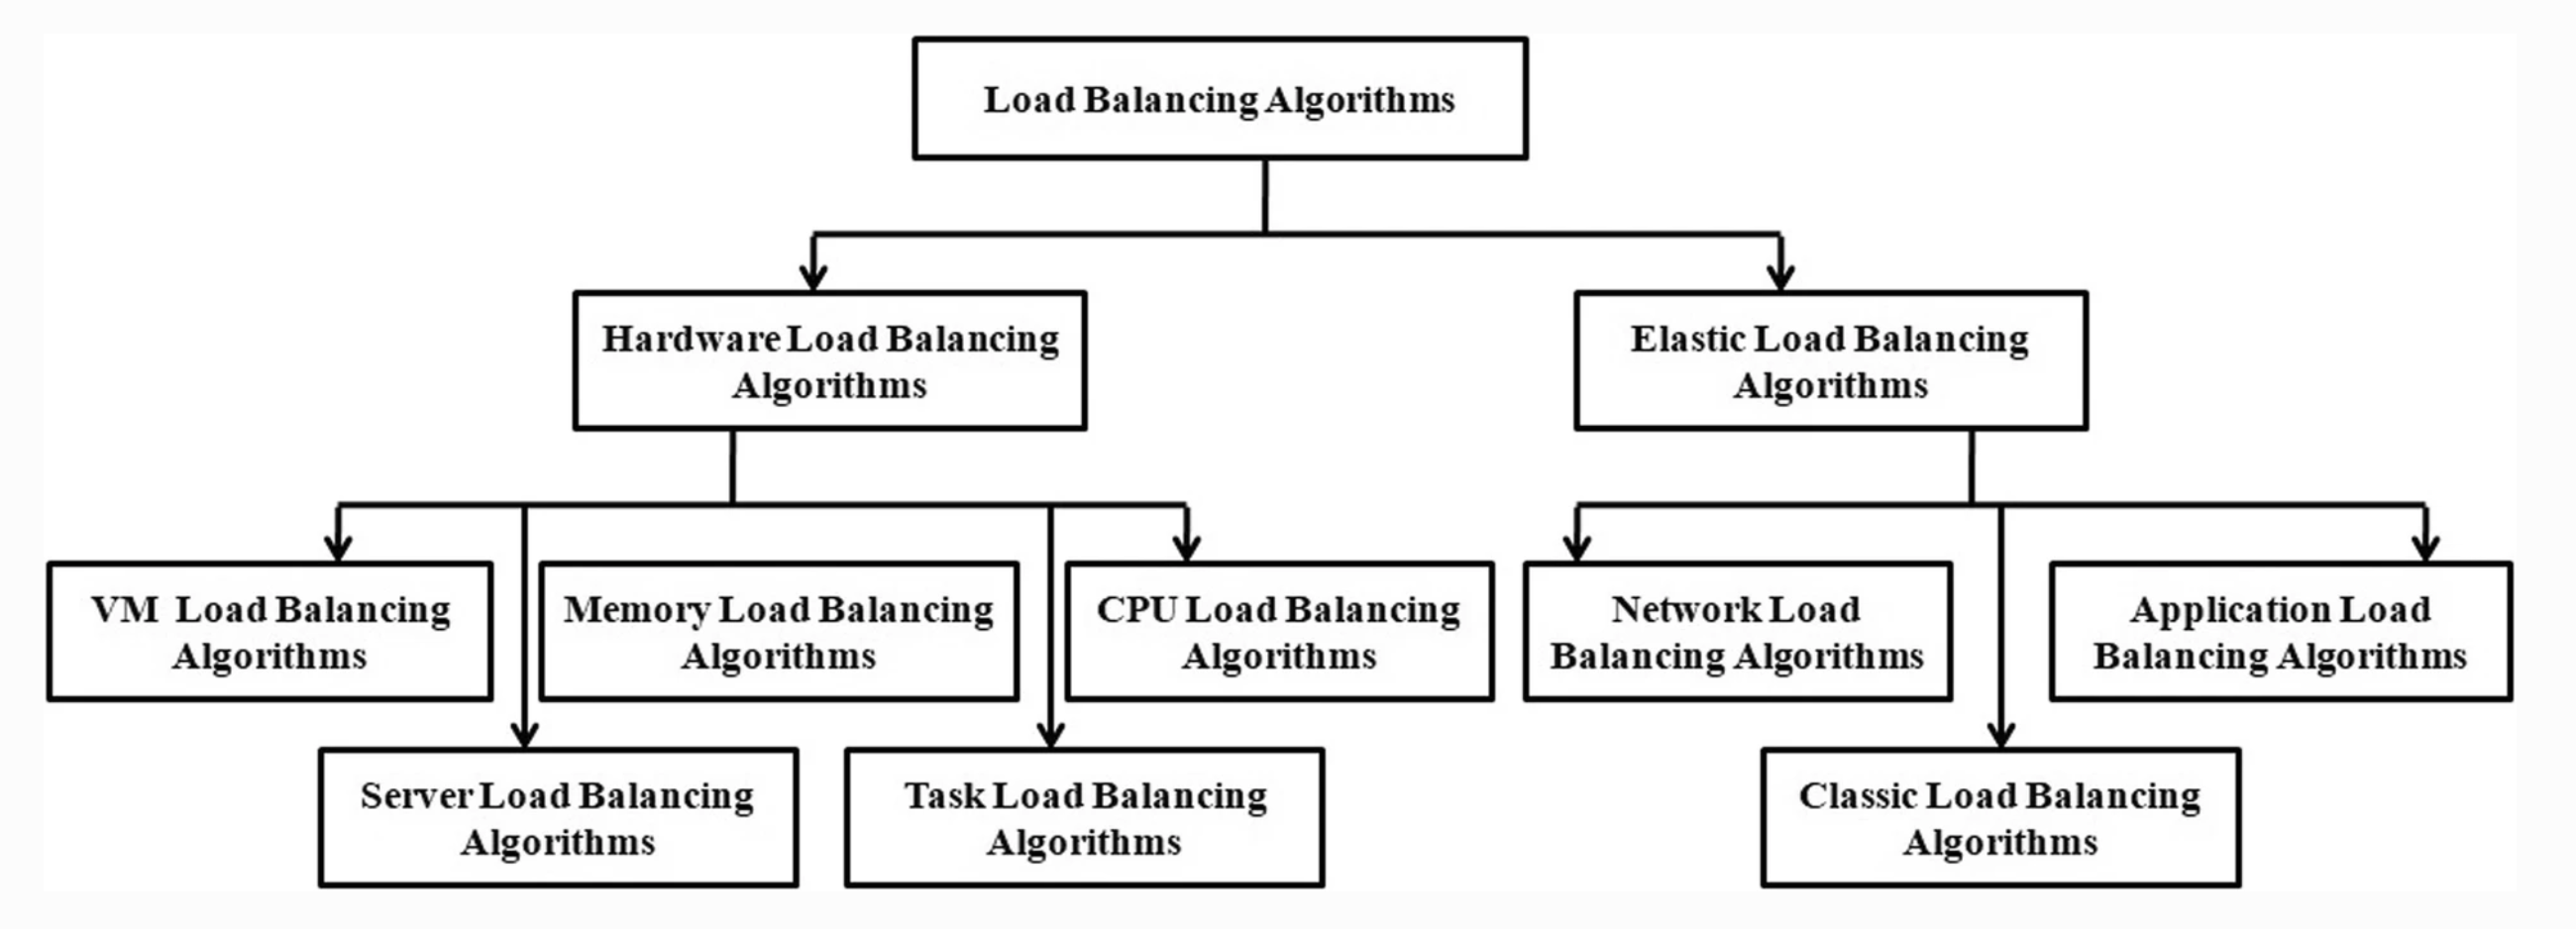 Load Balancing Algorithms
Hardware Load Balancing
Algorithms
Elastic Load Balancing
Algorithms
VM Load Balancing
Algorithms
Memory Load Balancing
Algorithms
CPU Load Balancing
Algorithms
Network Load
Balancing Algorithms
Application Load
Balancing Algorithms
Server Load Balancing
Algorithms
Task Load Balancing
Algorithms
Classic Load Balancing
Algorithms